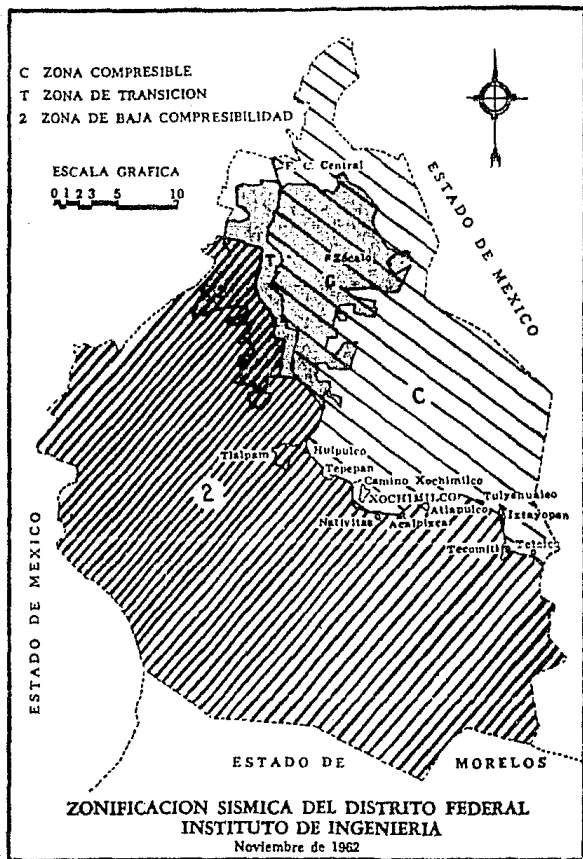 C ZONA COMPRESIBLE
T ZONA DE TRANSICION
2 ZONA DE BAJA COMPRESIBILIDAD
ESCALA GRAFICA
0 1 2 3 5 10
F. C. Central
ESTADO DE MEXICO
Zócalo
T
C
C
Tlalpam
Huipulco
Tepepan
Camino Xochimilco
XOCHIMILCO
Tulyehualco
2
Atlapulco
Ixtayopan
Nativitas
Acalpixca
Tecomitl
Tetelco
ESTADO DE MEXICO
ESTADO DE MORELOS
ZONIFICACION SISMICA DEL DISTRITO FEDERAL
INSTITUTO DE INGENIERIA
Noviembre de 1962